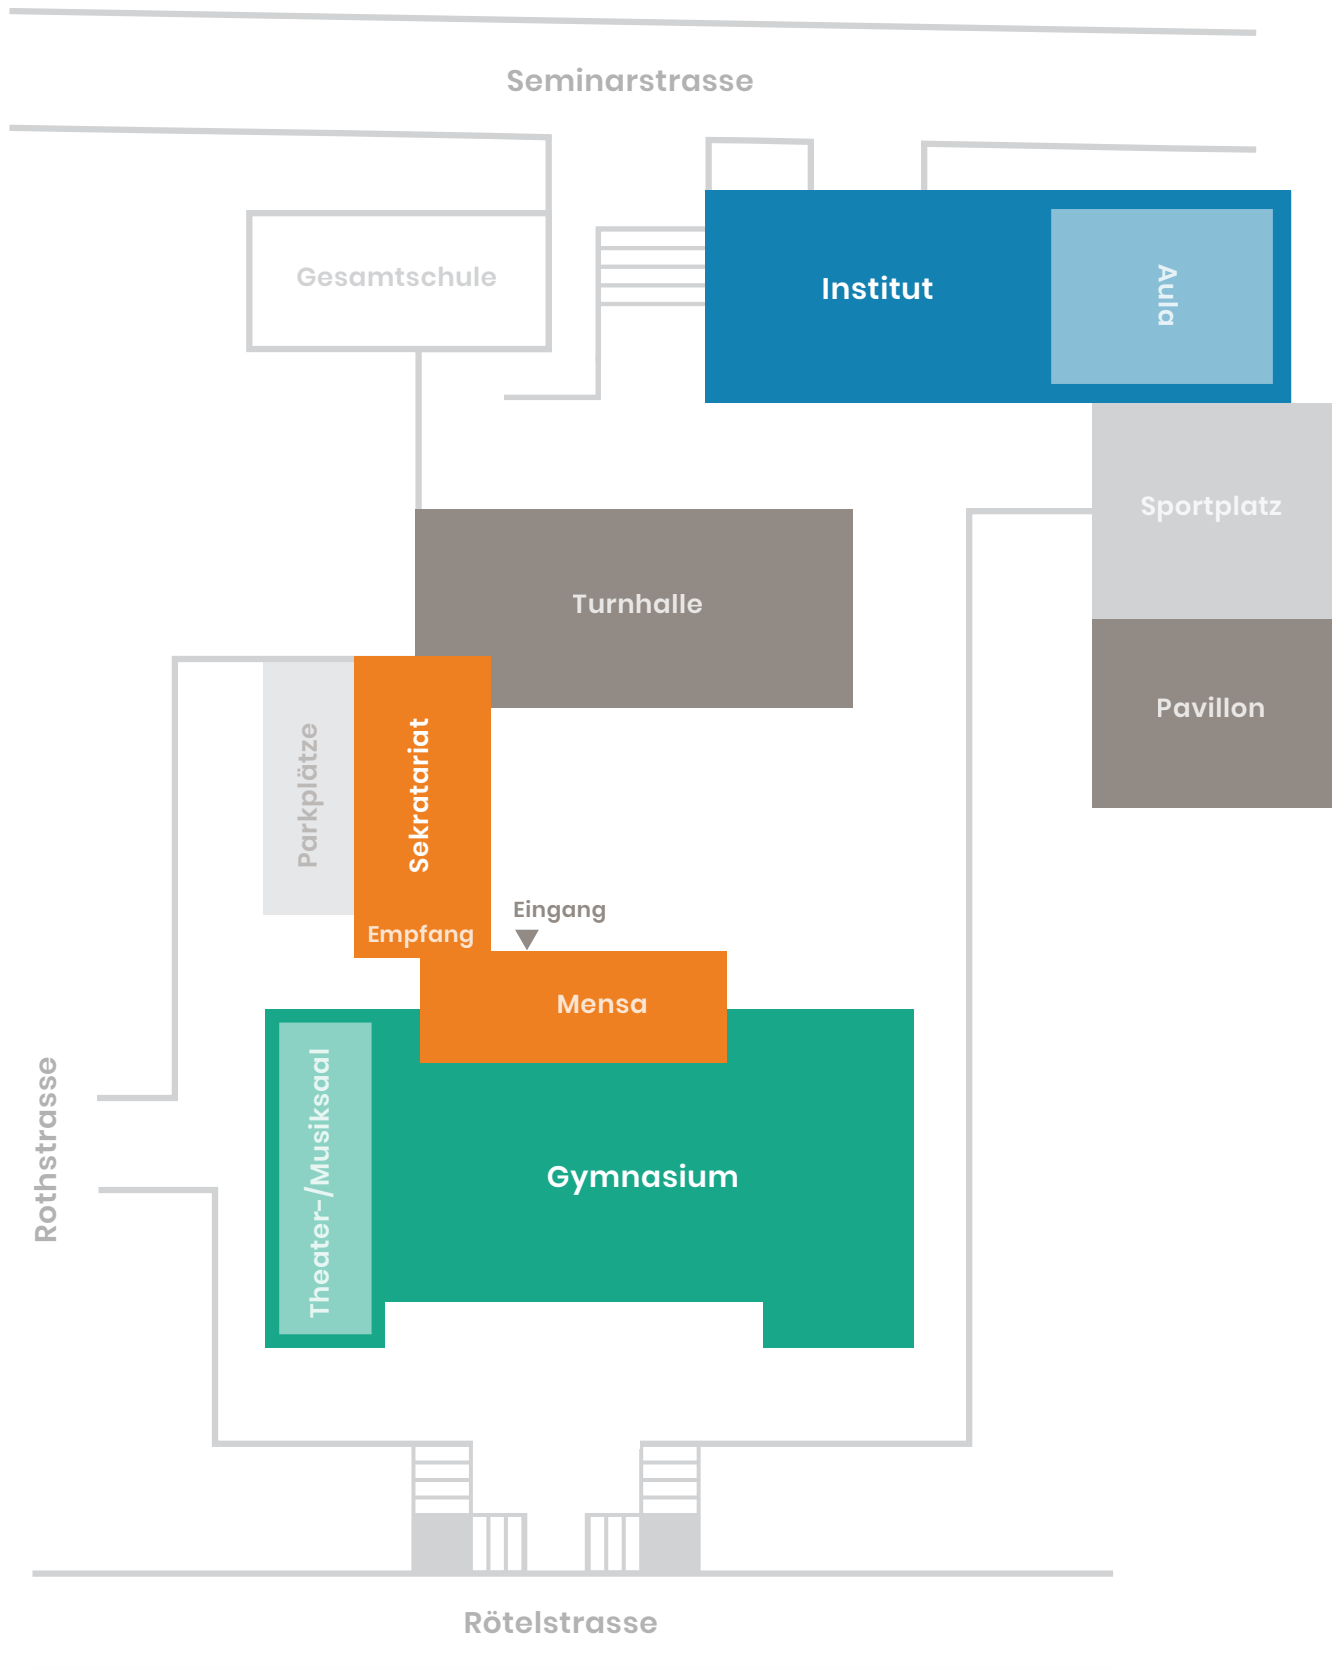 Seminarstrasse
Gesamtschule
Institut
Aula
Sportplatz
Turnhalle
Pavillon
Parkplätze
Sekratariat
Eingang
Empfang
Mensa
Rothstrasse
Theater-/Musiksaal
Gymnasium
Rötelstrasse